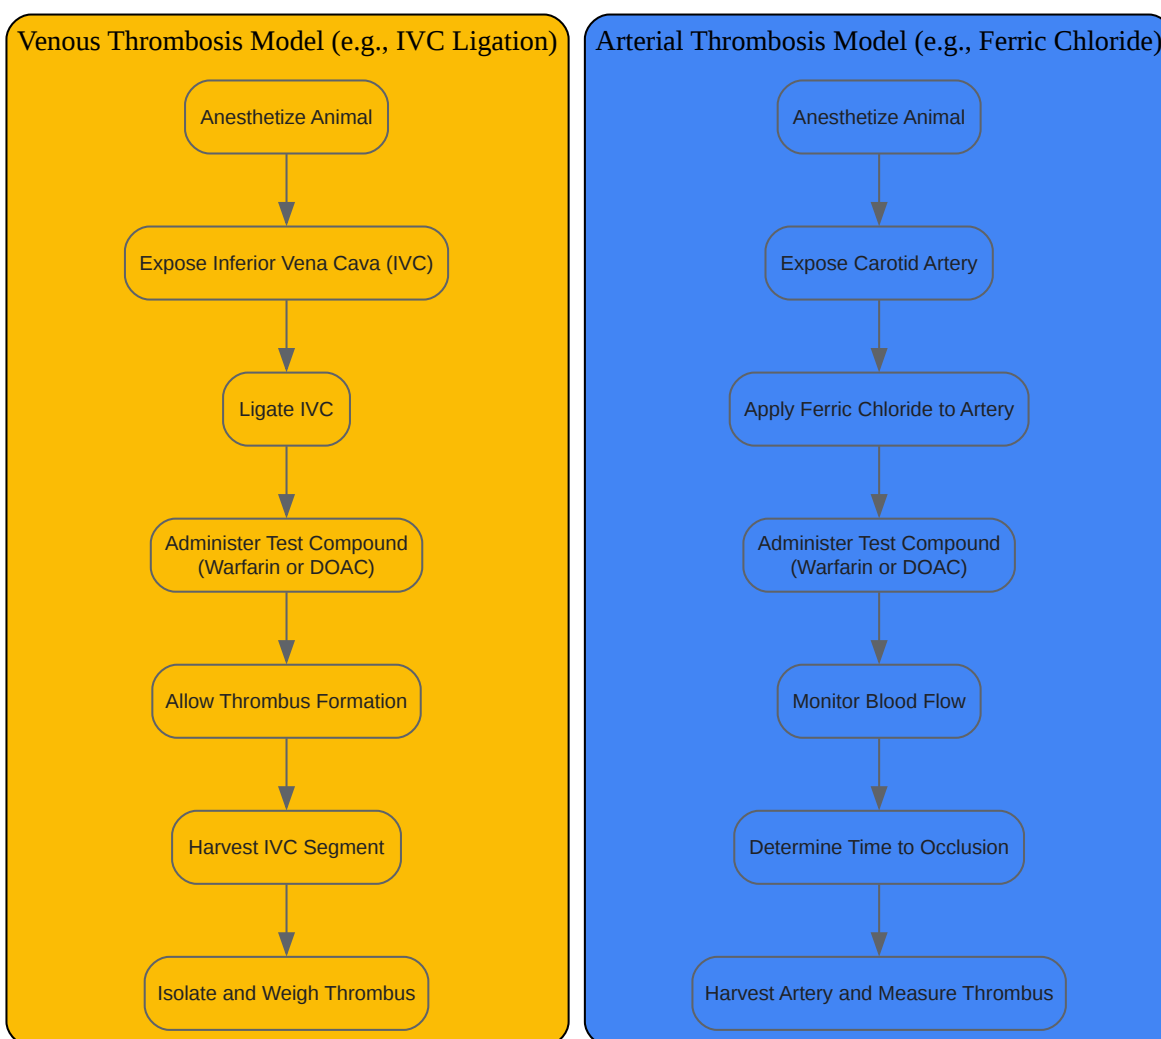 Venous Thrombosis Model (e.g., IVC Ligation)
Anesthetize Animal
Expose Inferior Vena Cava (IVC)
Ligate IVC
Administer Test Compound
(Warfarin or DOAC)
Allow Thrombus Formation
Harvest IVC Segment
Isolate and Weigh Thrombus
Arterial Thrombosis Model (e.g., Ferric Chloride)
Anesthetize Animal
Expose Carotid Artery
Apply Ferric Chloride to Artery
Administer Test Compound
(Warfarin or DOAC)
Monitor Blood Flow
Determine Time to Occlusion
Harvest Artery and Measure Thrombus